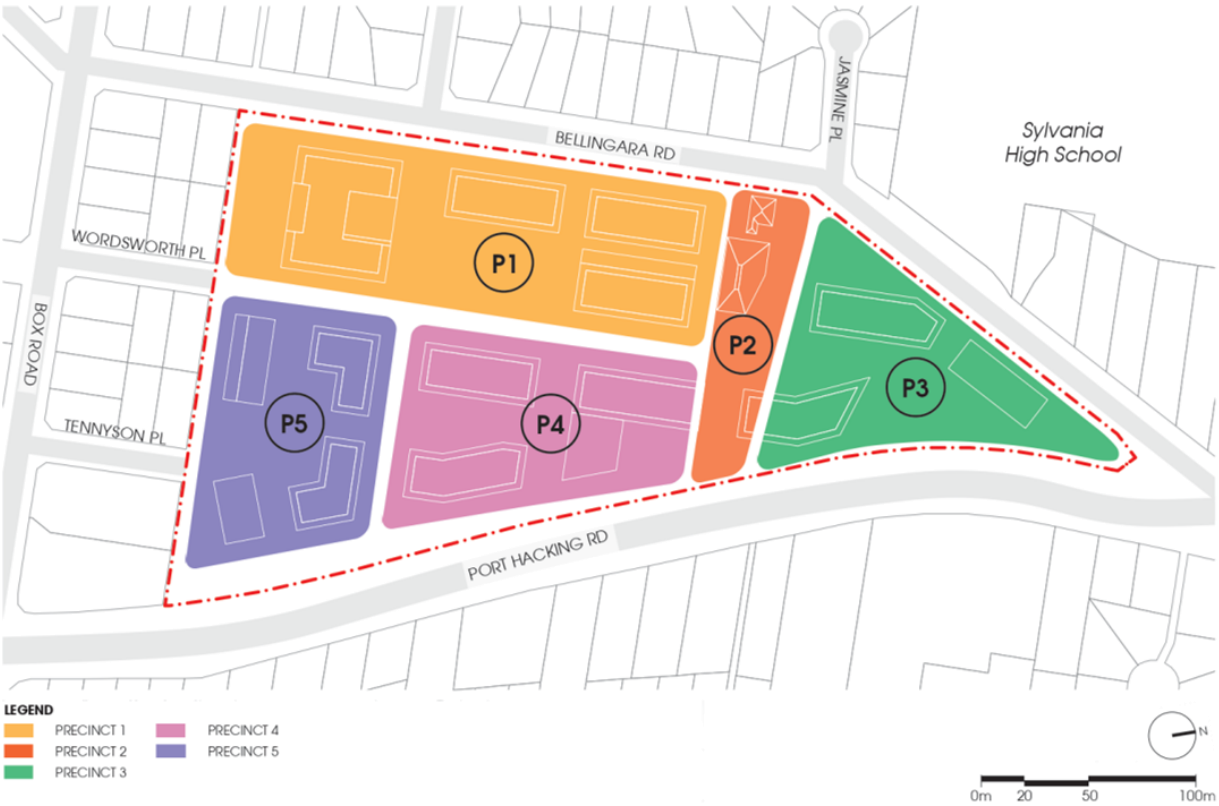 JASMINE PL
BELLINGARA RD
Sylvania
High School
WORDSWORTH PL
P1
BOX ROAD
P2
P3
TENNYSON PL
P5
P4
PORT HACKING RD
LEGEND
PRECINCT 1
PRECINCT 4
PRECINCT 2
PRECINCT 5
PRECINCT 3
N
0m 20 50 100m